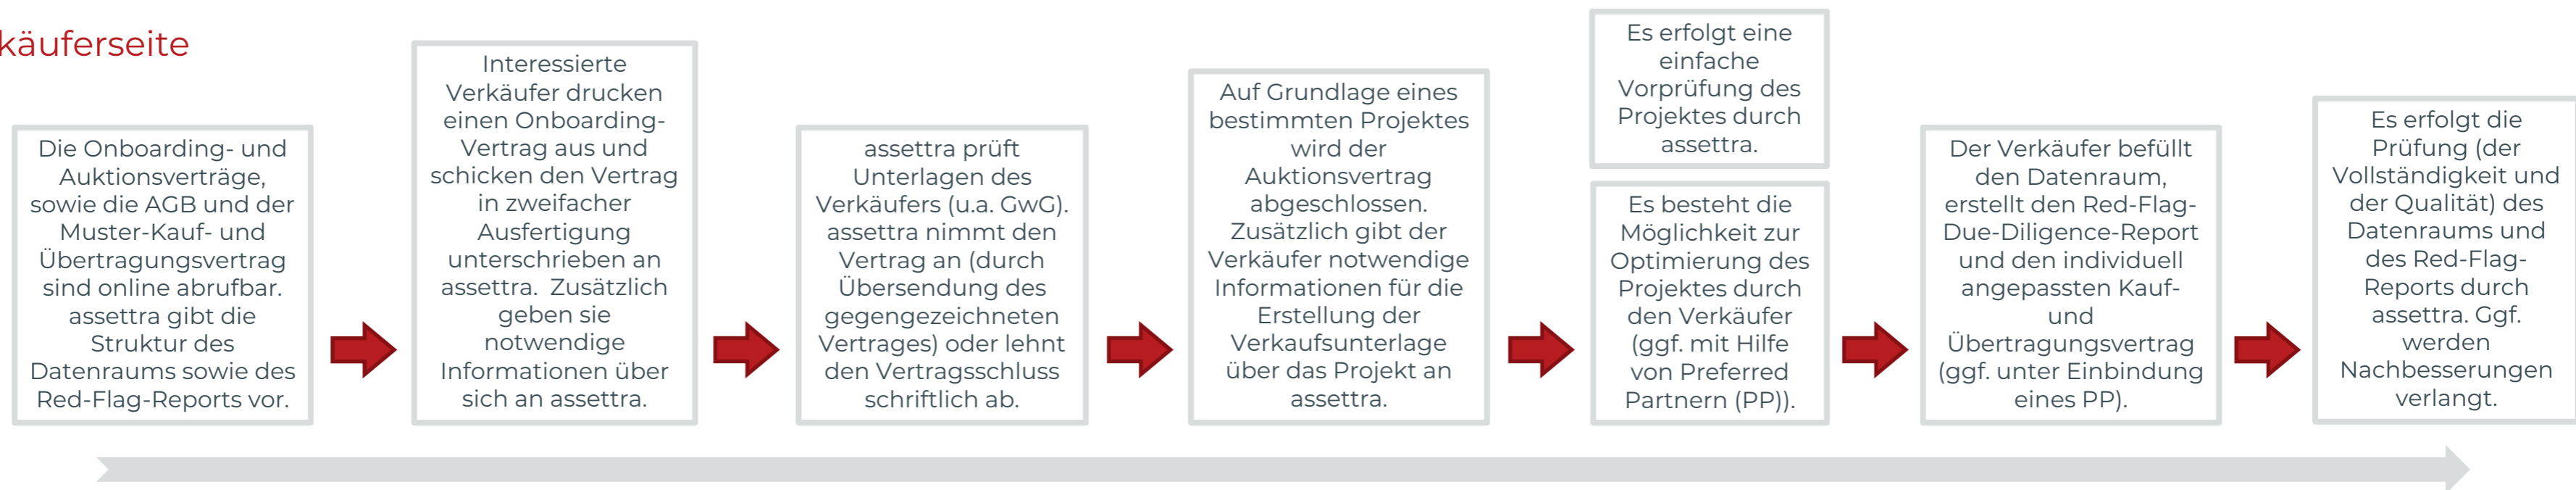 käuferseite
Die Onboarding- und
Auktionsverträge,
sowie die AGB und der
Muster-Kauf- und
Übertragungsvertrag
sind online abrufbar.
assettra gibt die
Struktur des
Datenraums sowie des
Red-Flag-Reports vor.
Interessierte
Verkäufer drucken
einen Onboarding-
Vertrag aus und
schicken den Vertrag
in zweifacher
Ausfertigung
unterschrieben an
assettra. Zusätzlich
geben sie
notwendige
Informationen über
sich an assettra.
assettra prüft
Unterlagen des
Verkäufers (u.a. GwG).
assettra nimmt den
Vertrag an (durch
Übersendung des
gegengezeichneten
Vertrages) oder lehnt
den Vertragsschluss
schriftlich ab.
Auf Grundlage eines
bestimmten Projektes
wird der
Auktionsvertrag
abgeschlossen.
Zusätzlich gibt der
Verkäufer notwendige
Informationen für die
Erstellung der
Verkaufsunterlage
über das Projekt an
assettra.
Es erfolgt eine
einfache
Vorprüfung des
Projektes durch
assettra.
Es besteht die
Möglichkeit zur
Optimierung des
Projektes durch
den Verkäufer
(ggf. mit Hilfe
von Preferred
Partnern (PP)).
Der Verkäufer befüllt
den Datenraum,
erstellt den Red-Flag-
Due-Diligence-Report
und den individuell
angepassten Kauf-
und
Übertragungsvertrag
(ggf. unter Einbindung
eines PP).
Es erfolgt die
Prüfung (der
Vollständigkeit und
der Qualität) des
Datenraums und
des Red-Flag-
Reports durch
assettra. Ggf.
werden
Nachbesserungen
verlangt.